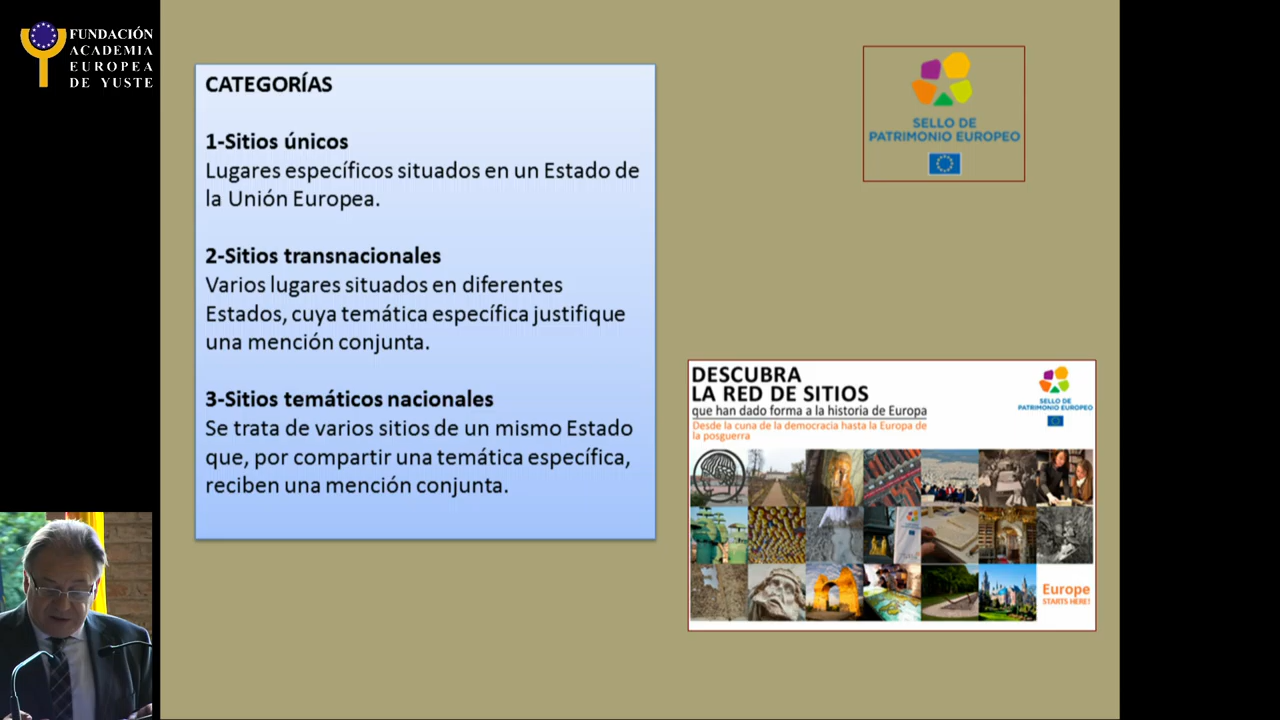 FUNDACIÓN
ACADEMIA
EUROPEA
DE YUSTE
CATEGORÍAS
1-Sitios únicos
Lugares específicos situados en un Estado de
la Unión Europea.
2-Sitios transnacionales
Varios lugares situados en diferentes
Estados, cuya temática específica justifique
una mención conjunta.
3-Sitios temáticos nacionales
Se trata de varios sitios de un mismo Estado
que, por compartir una temática específica,
reciben una mención conjunta.
SELLO DE
PATRIMONIO EUROPEO
DESCUBRA
LA RED DE SITIOS
que han dado forma a la historia de Europa
Desde la cuna de la democracia hasta la Europa de
la posguerra
SELLO DE
PATRIMONIO EUROPEO
Europe
STARTS HERE!